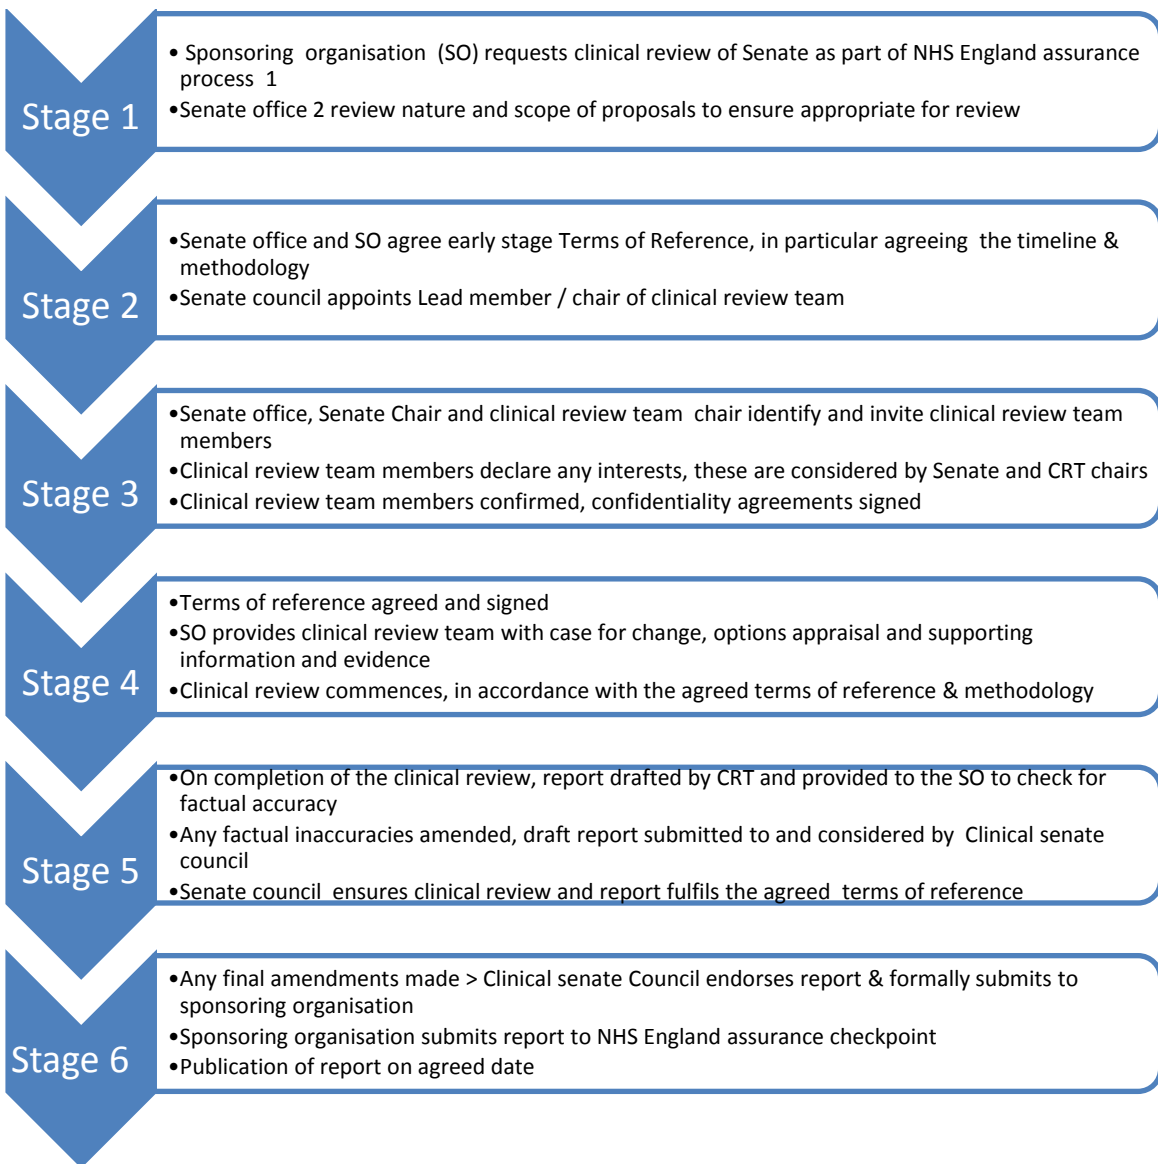 Stage 1
• Sponsoring organisation (SO) requests clinical review of Senate as part of NHS England assurance
process 1
•Senate office 2 review nature and scope of proposals to ensure appropriate for review
Stage 2
•Senate office and SO agree early stage Terms of Reference, in particular agreeing the timeline &
methodology
•Senate council appoints Lead member / chair of clinical review team
Stage 3
•Senate office, Senate Chair and clinical review team chair identify and invite clinical review team
members
•Clinical review team members declare any interests, these are considered by Senate and CRT chairs
•Clinical review team members confirmed, confidentiality agreements signed
Stage 4
•Terms of reference agreed and signed
•SO provides clinical review team with case for change, options appraisal and supporting
information and evidence
•Clinical review commences, in accordance with the agreed terms of reference & methodology
Stage 5
•On completion of the clinical review, report drafted by CRT and provided to the SO to check for
factual accuracy
•Any factual inaccuracies amended, draft report submitted to and considered by Clinical senate
council
•Senate council ensures clinical review and report fulfils the agreed terms of reference
Stage 6
•Any final amendments made > Clinical senate Council endorses report & formally submits to
sponsoring organisation
•Sponsoring organisation submits report to NHS England assurance checkpoint
•Publication of report on agreed date